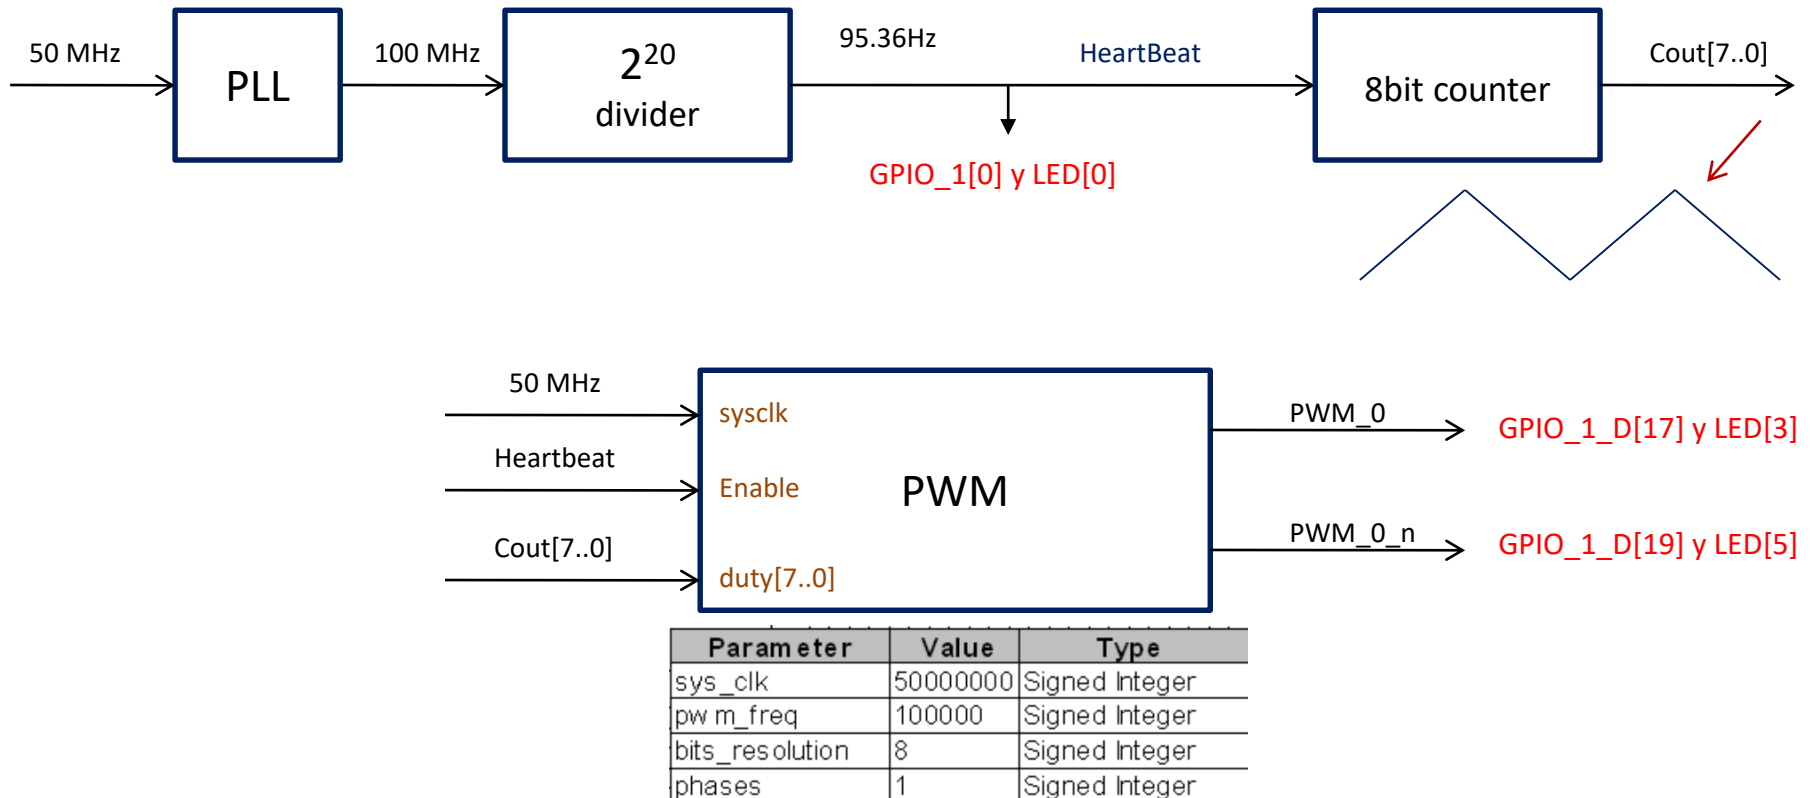 50 MHz
PLL
100 MHz
2^20
divider
95.36Hz
HeartBeat
GPIO_1[0] y LED[0]
8bit counter
Cout[7..0]
50 MHz
Heartbeat
Cout[7..0]
sysclk
Enable
duty[7..0]
PWM
PWM_0
GPIO_1_D[17] y LED[3]
PWM_0_n
GPIO_1_D[19] y LED[5]
Parameter Value Type
sys_clk 50000000 Signed Integer
pwm_freq 100000 Signed Integer
bits_resolution 8 Signed Integer
phases 1 Signed Integer